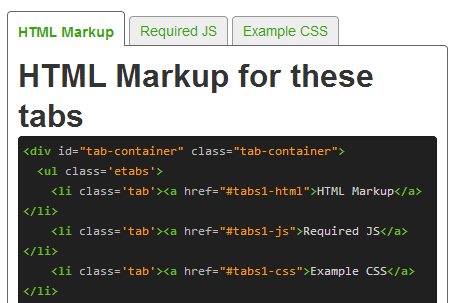 HTML Markup Required JS Example CSS
HTML Markup for these
tabs
<div id="tab-container" class="tab-container">
  <ul class='etabs'>
    <li class='tab'><a href="#tabs1-html">HTML Markup</a>
</li>
    <li class='tab'><a href="#tabs1-js">Required JS</a>
</li>
    <li class='tab'><a href="#tabs1-css">Example CSS</a>
</li>